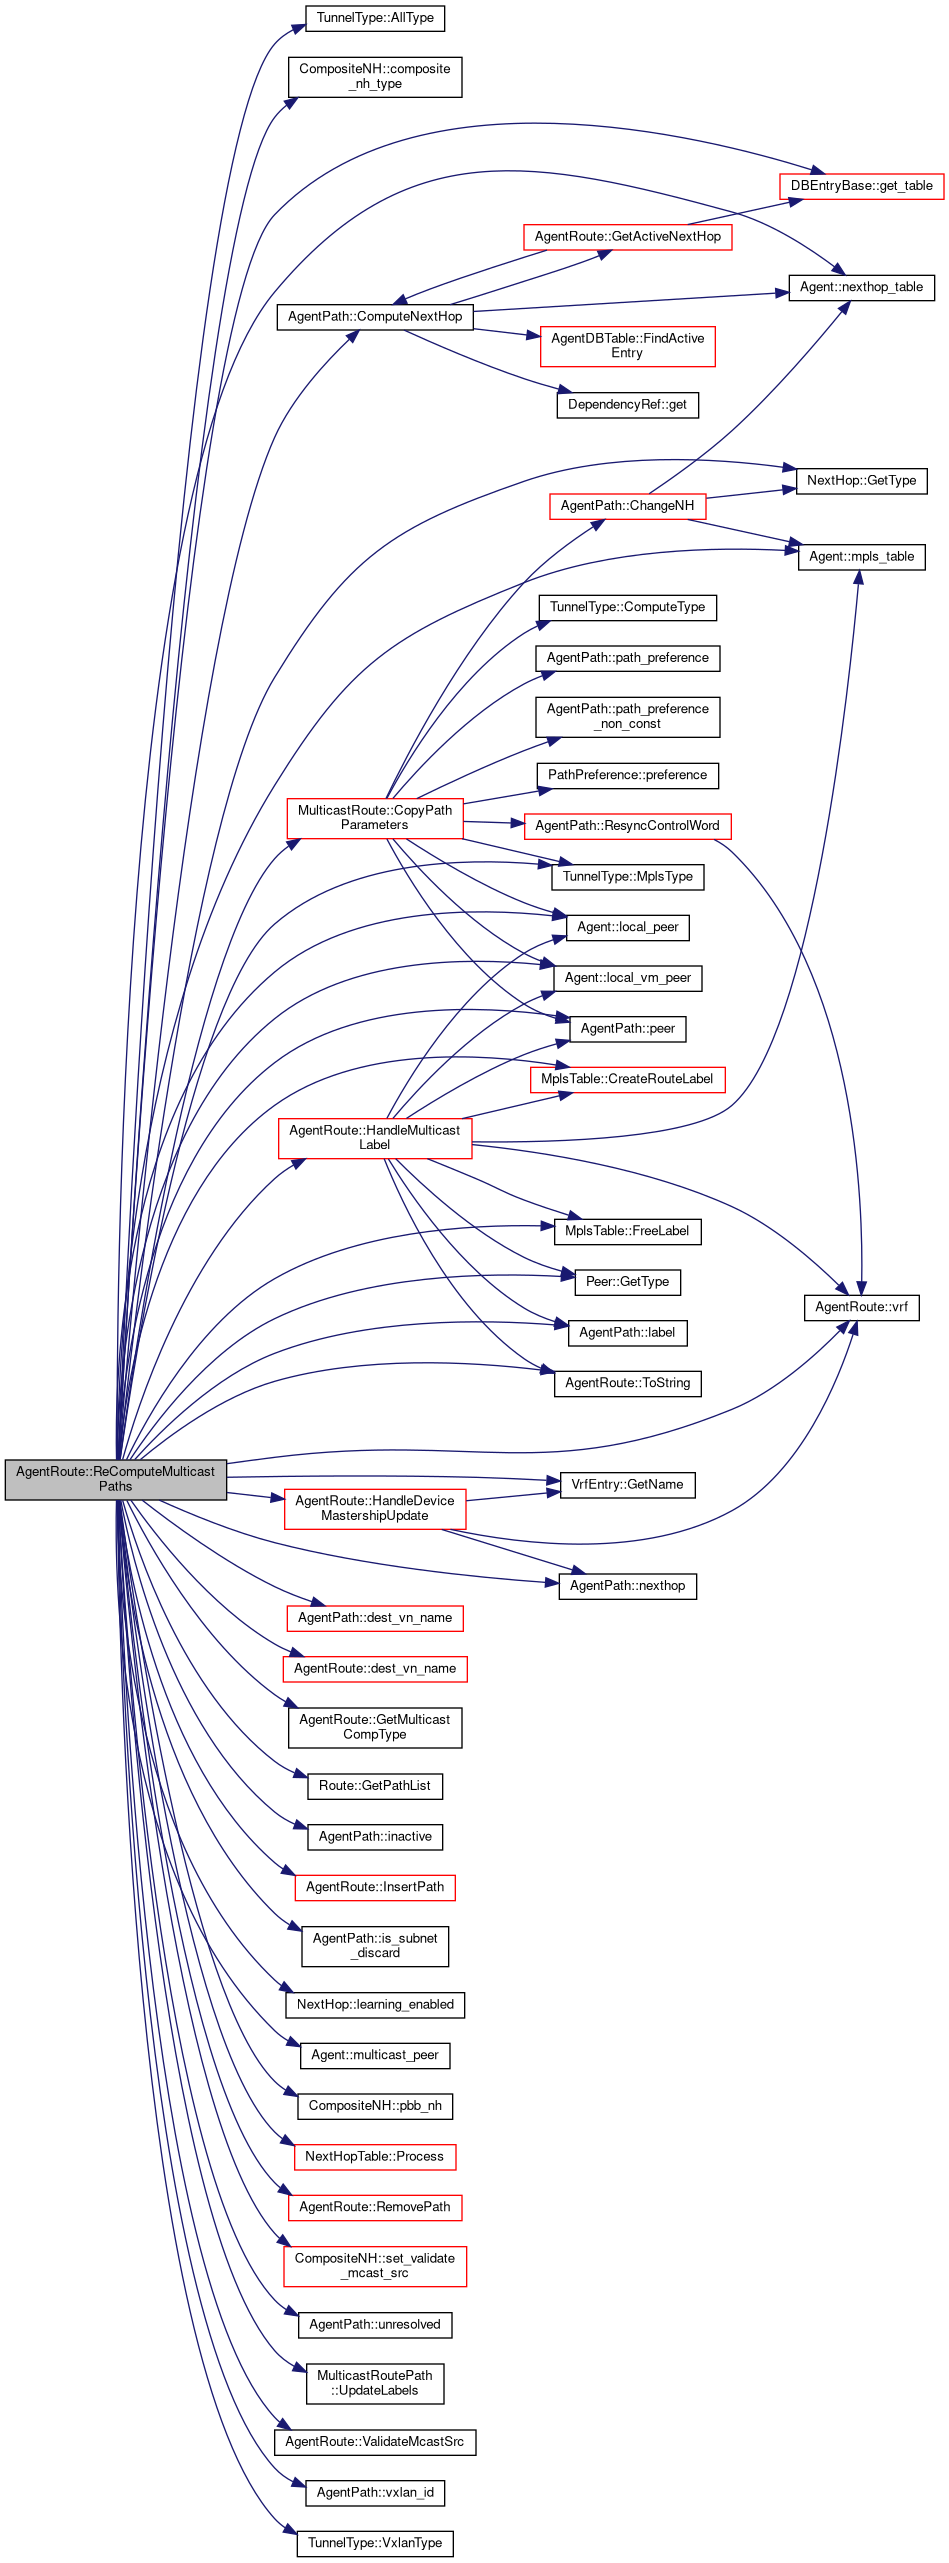 TunnelType::AllType
CompositeNH::composite
_nh_type
DBEntryBase::get_table
AgentRoute::GetActiveNextHop
Agent::nexthop_table
AgentPath::ComputeNextHop
AgentDBTable::FindActive
Entry
DependencyRef::get
NextHop::GetType
AgentPath::ChangeNH
Agent::mpls_table
TunnelType::ComputeType
AgentPath::path_preference
AgentPath::path_preference
_non_const
PathPreference::preference
MulticastRoute::CopyPath
Parameters
AgentPath::ResyncControlWord
TunnelType::MplsType
Agent::local_peer
Agent::local_vm_peer
AgentPath::peer
MplsTable::CreateRouteLabel
AgentRoute::HandleMulticast
Label
MplsTable::FreeLabel
Peer::GetType
AgentRoute::vrf
AgentPath::label
AgentRoute::ToString
AgentRoute::ReComputeMulticast
Paths
VrfEntry::GetName
AgentRoute::HandleDevice
MastershipUpdate
AgentPath::nexthop
AgentPath::dest_vn_name
AgentRoute::dest_vn_name
AgentRoute::GetMulticast
CompType
Route::GetPathList
AgentPath::inactive
AgentRoute::InsertPath
AgentPath::is_subnet
_discard
NextHop::learning_enabled
Agent::multicast_peer
CompositeNH::pbb_nh
NextHopTable::Process
AgentRoute::RemovePath
CompositeNH::set_validate
_mcast_src
AgentPath::unresolved
MulticastRoutePath
::UpdateLabels
AgentRoute::ValidateMcastSrc
AgentPath::vxlan_id
TunnelType::VxlanType